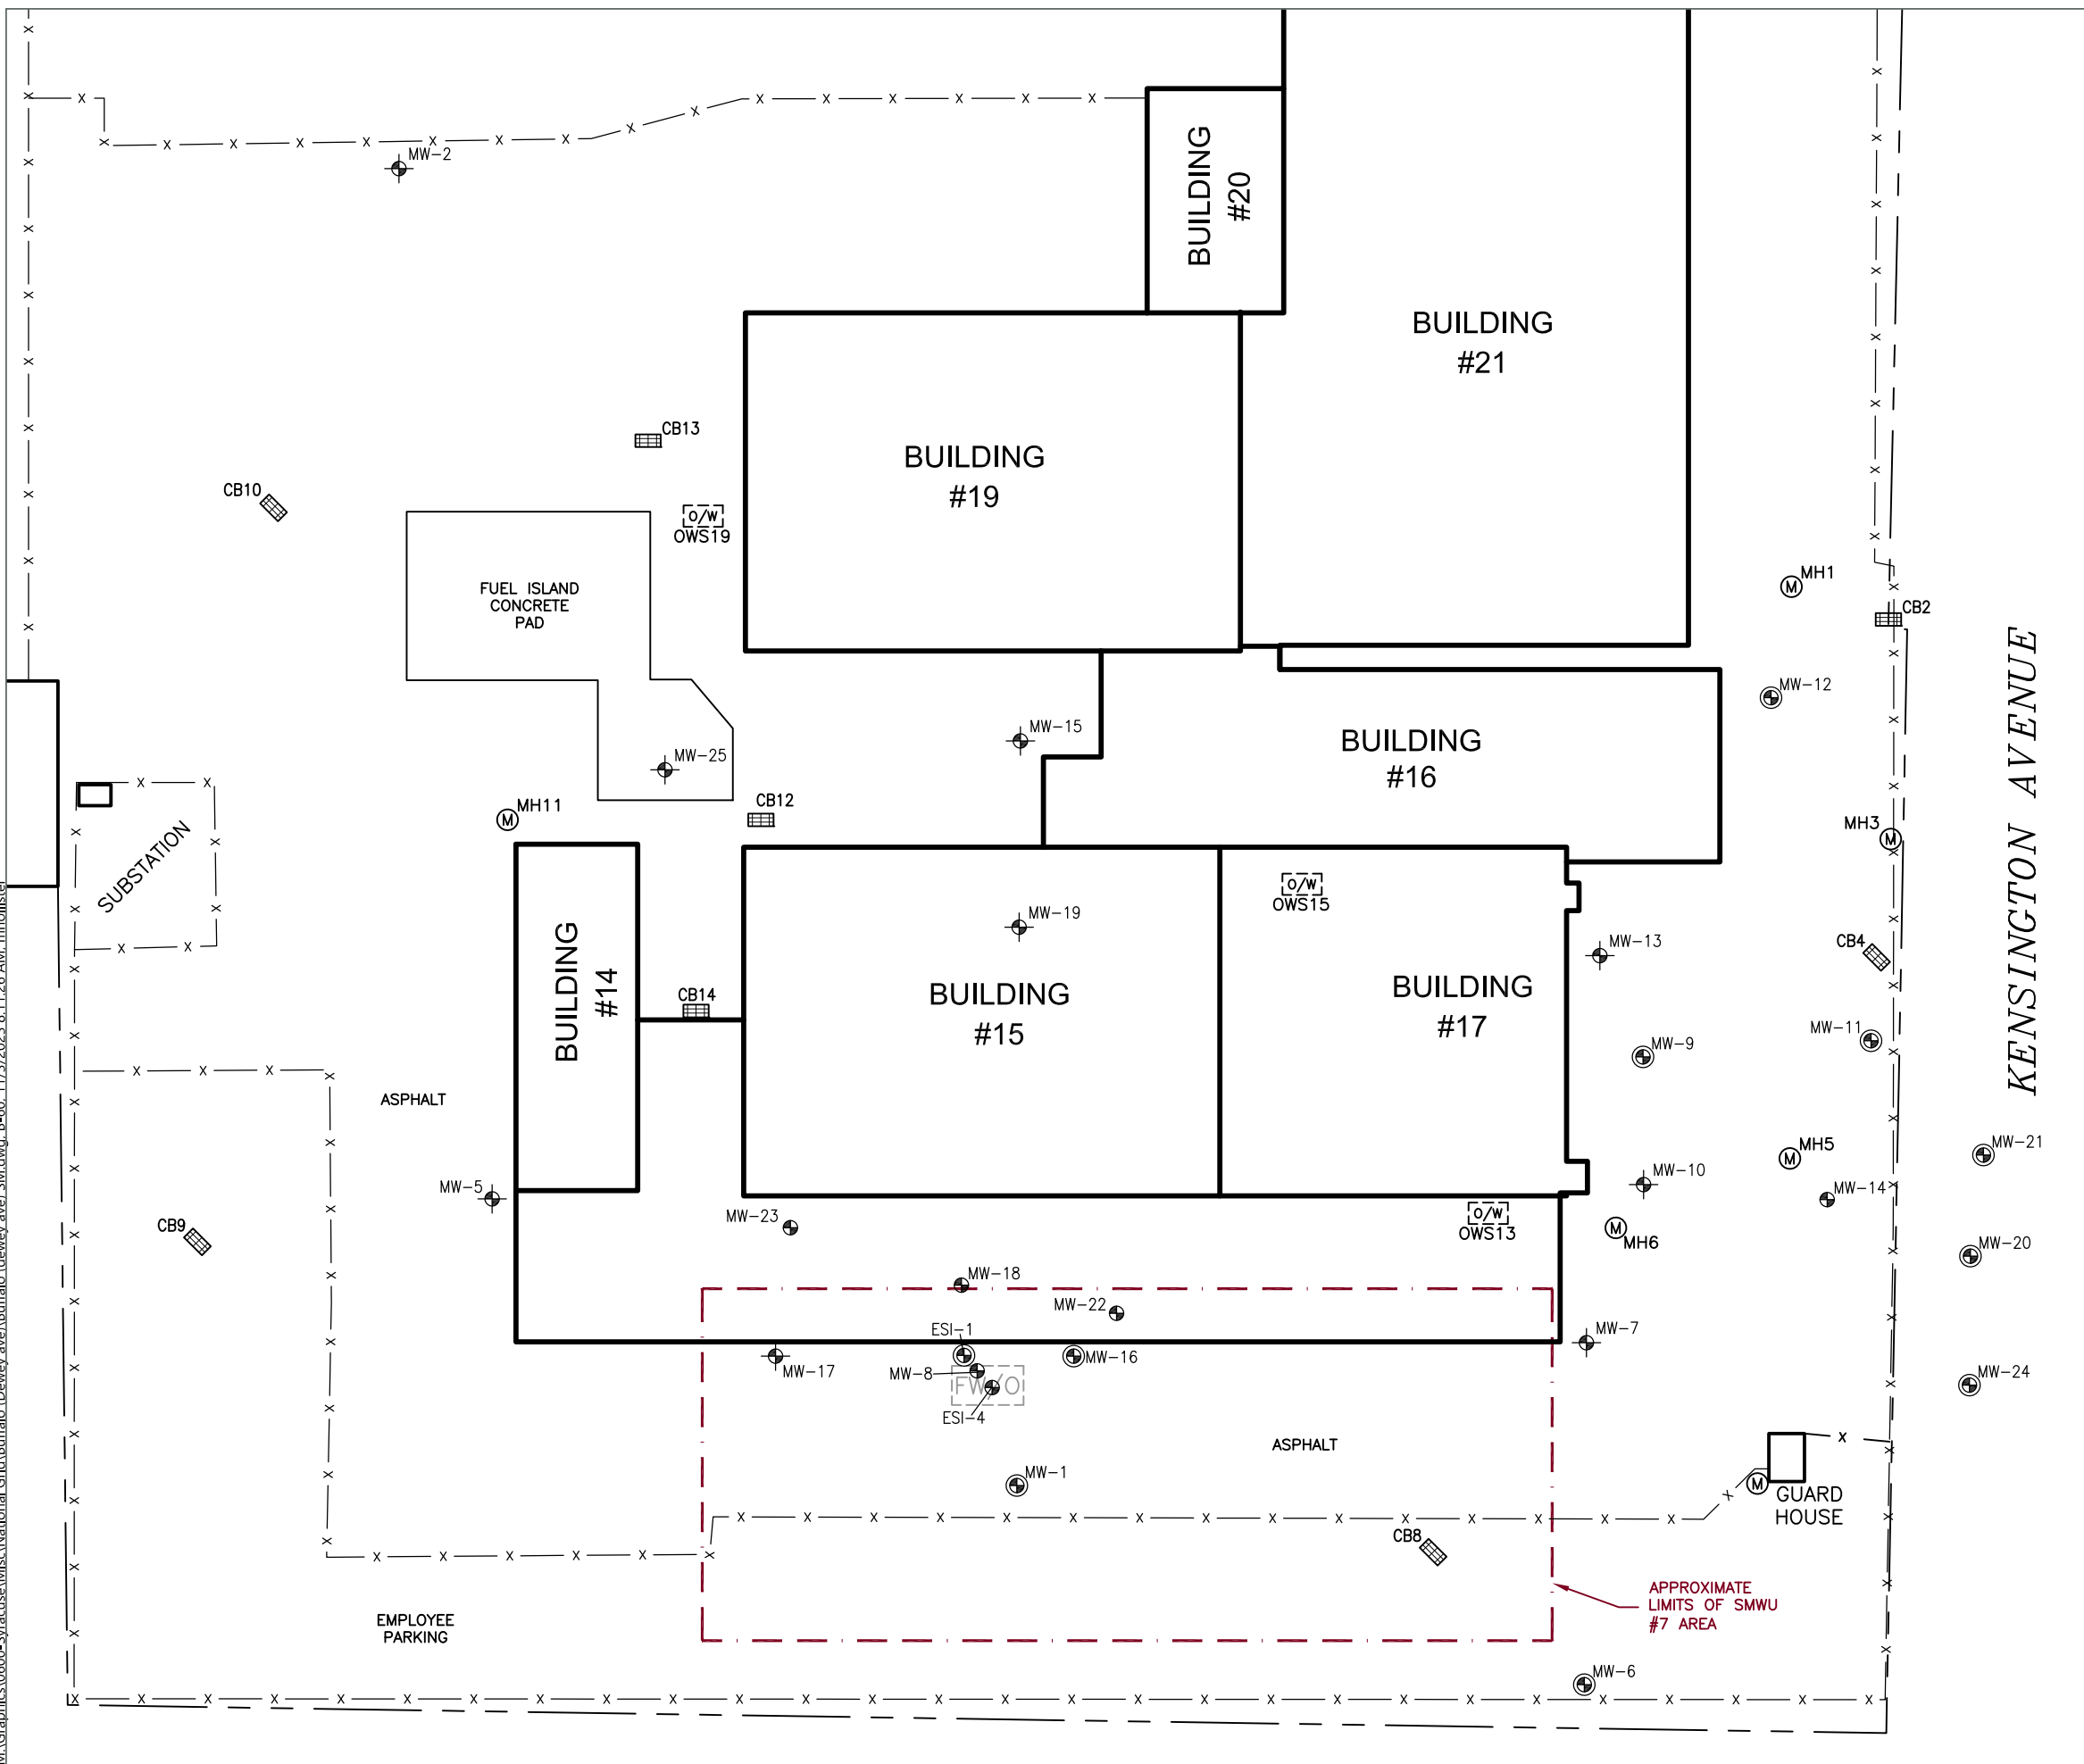 MW-2
BUILDING
#20
BUILDING
#21
CB13
BUILDING
#19
CB10
O/W
OWS19
FUEL ISLAND
CONCRETE
PAD
M
MH1
CB2
KENSINGTON AVENUE
MW-12
MW-15
BUILDING
#16
MW-25
CB12
MH11
M
MH3
M
SUBSTATION
O/W
OWS15
MW-19
MW-13
CB4
BUILDING
#14
CB14
BUILDING
#15
BUILDING
#17
MW-11
MW-9
ASPHALT
MH5
M
MW-21
MW-10
MW-14
MW-5
MW-23
O/W
OWS13
M
MH6
CB9
MW-20
MW-18
MW-22
ESI-1
MW-7
MW-17
MW-8
MW-16
FW/O
MW-24
ESI-4
ASPHALT
MW-1
M
GUARD
HOUSE
CB8
APPROXIMATE
LIMITS OF SMWU
#7 AREA
EMPLOYEE
PARKING
MW-6